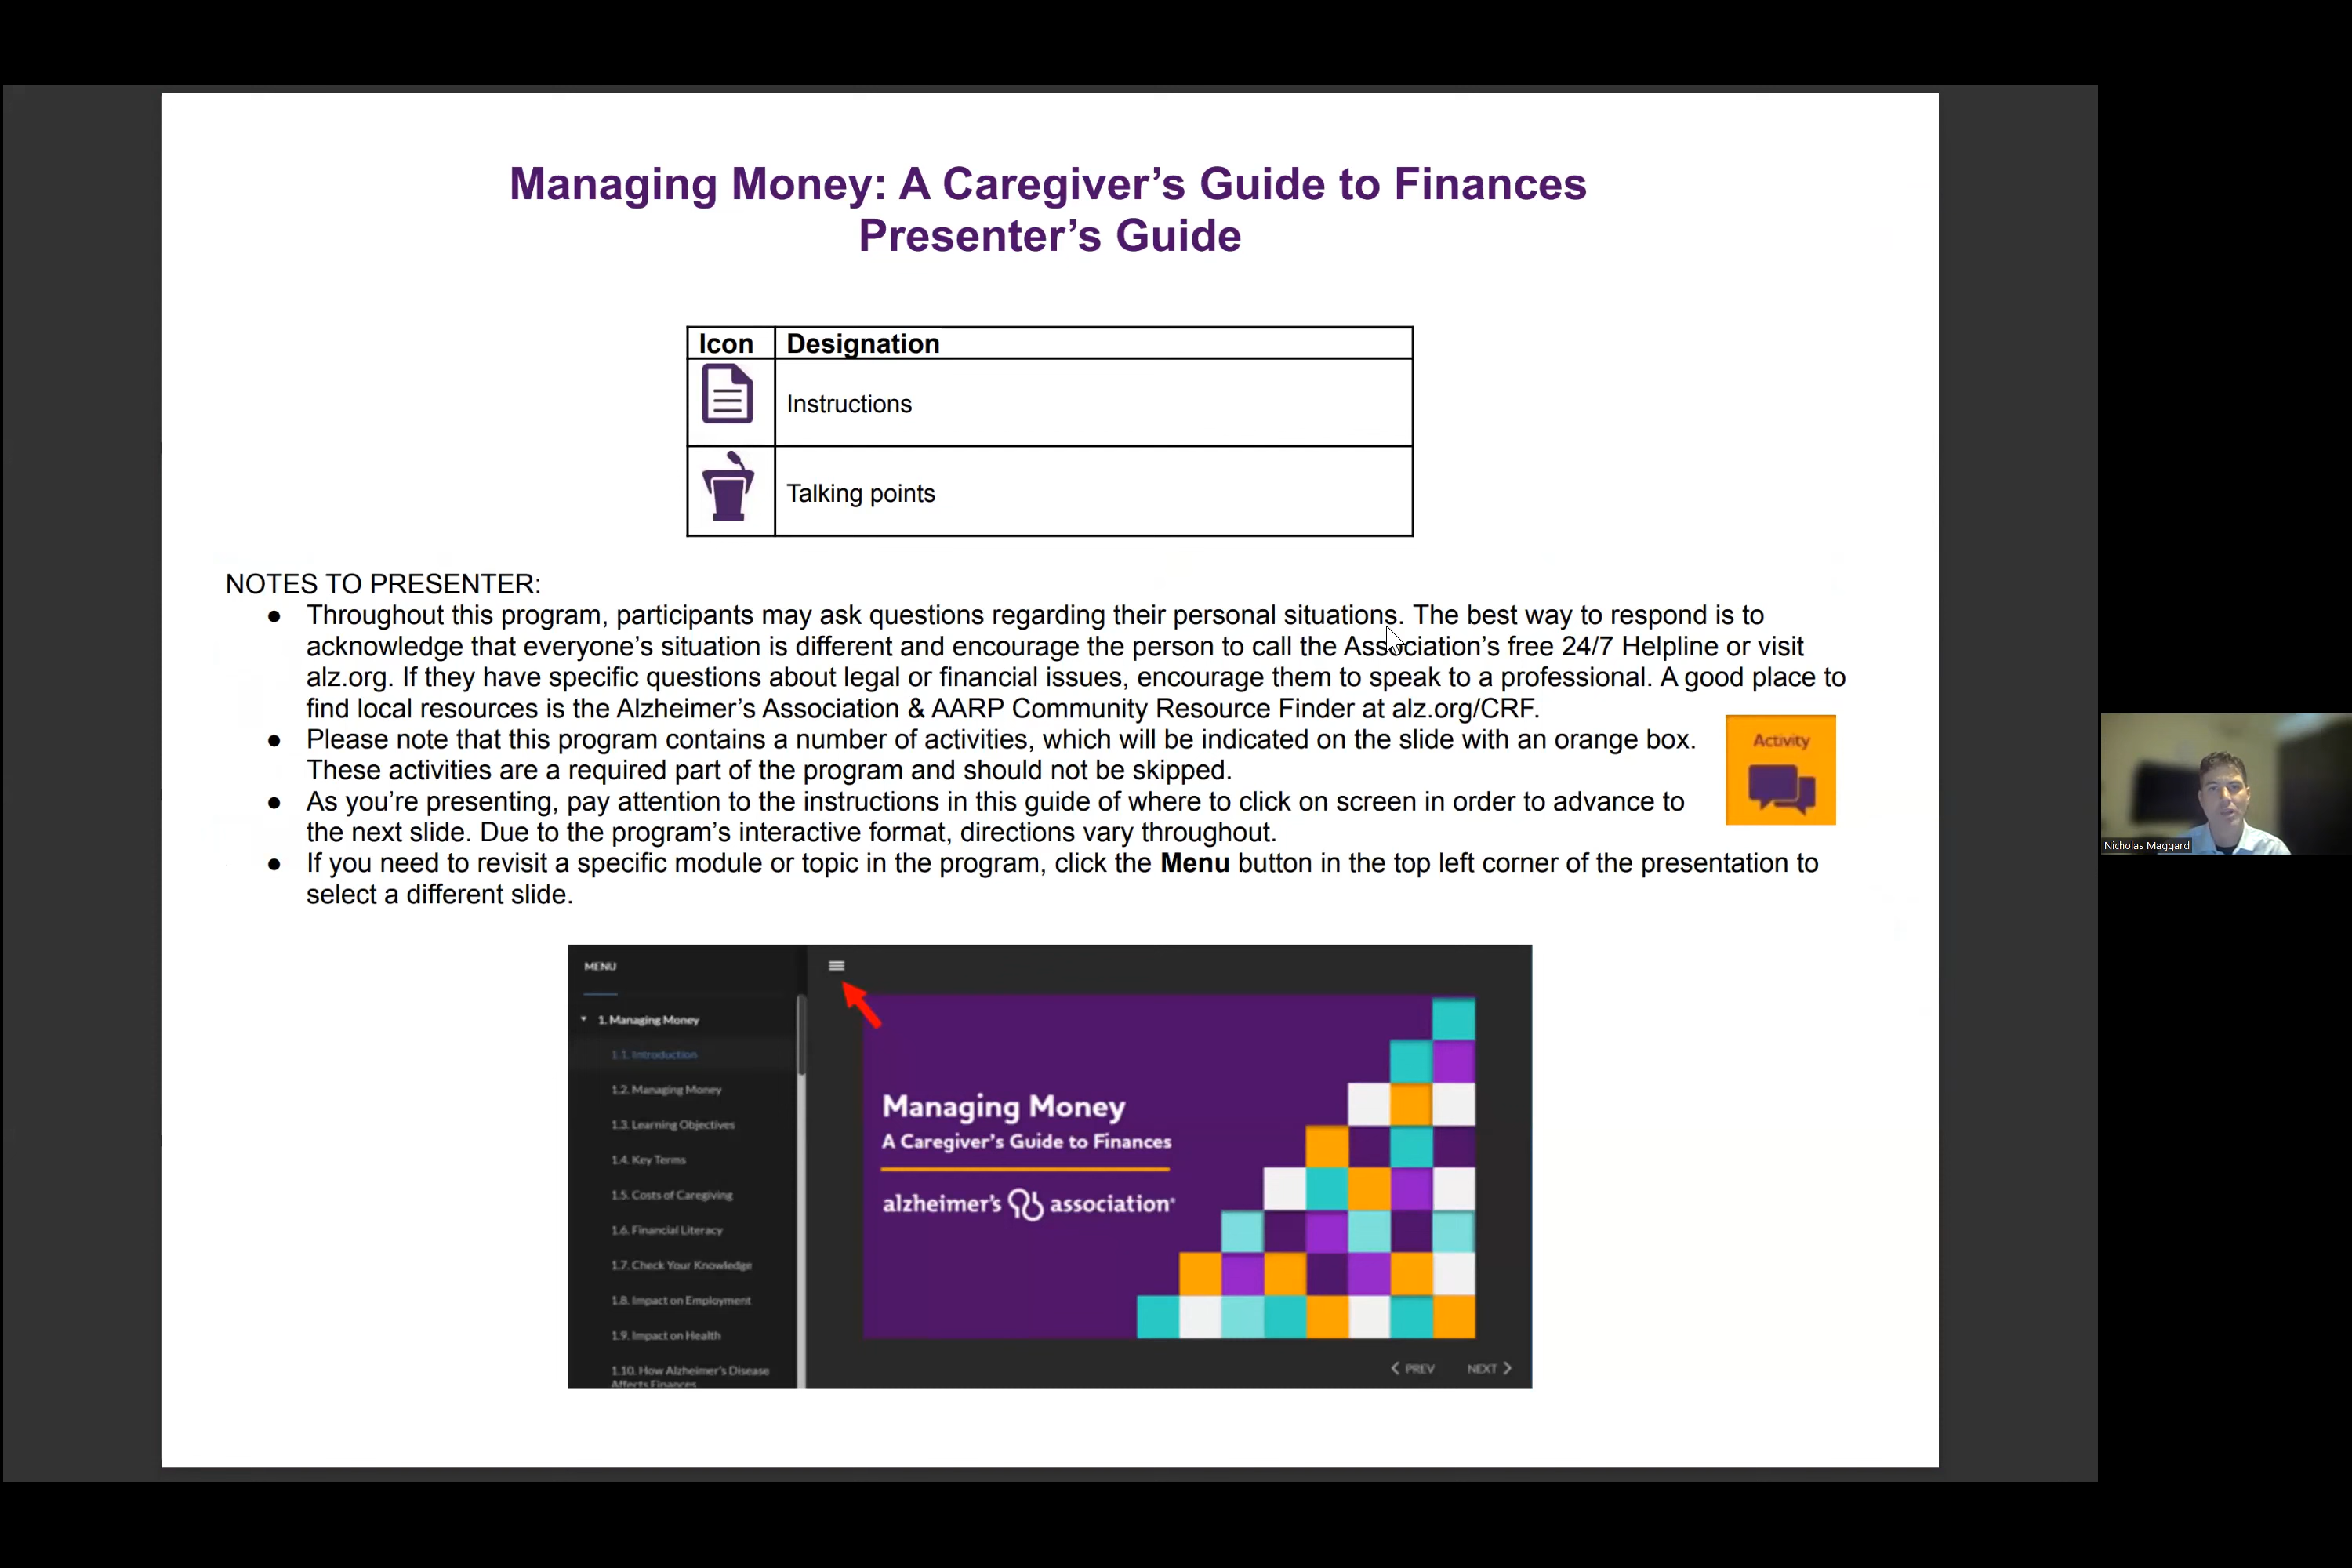 Managing Money: A Caregiver’s Guide to Finances
Presenter’s Guide
Icon Designation
Instructions
Talking points
NOTES TO PRESENTER:
● Throughout this program, participants may ask questions regarding their personal situations. The best way to respond is to
acknowledge that everyone’s situation is different and encourage the person to call the Association’s free 24/7 Helpline or visit
alz.org. If they have specific questions about legal or financial issues, encourage them to speak to a professional. A good place to
find local resources is the Alzheimer’s Association & AARP Community Resource Finder at alz.org/CRF.
● Please note that this program contains a number of activities, which will be indicated on the slide with an orange box.
These activities are a required part of the program and should not be skipped.
Activity
● As you’re presenting, pay attention to the instructions in this guide of where to click on screen in order to advance to
the next slide. Due to the program’s interactive format, directions vary throughout.
● If you need to revisit a specific module or topic in the program, click the Menu button in the top left corner of the presentation to
select a different slide.
MENU
1. Managing Money
1.1. Introduction
1.2. Managing Money
1.3. Learning Objectives
1.4. Key Terms
1.5. Costs of Caregiving
1.6. Financial Literacy
1.7. Check Your Knowledge
1.8. Impact on Employment
1.9. Impact on Health
1.10. How Alzheimer’s Disease
Affects Finances
Managing Money
A Caregiver’s Guide to Finances
alzheimer’s association®
PREV NEXT
Nicholas Maggard